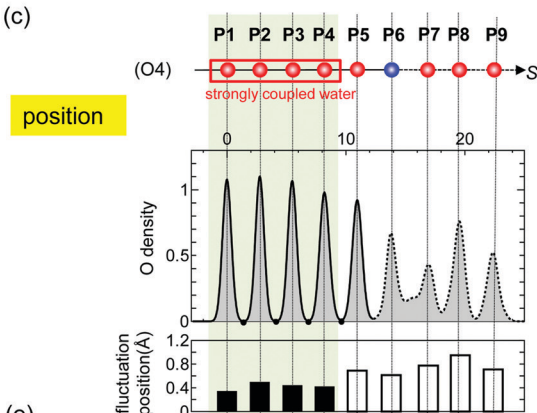 (c)
P1 P2 P3 P4 P5 P6 P7 P8 P9
(O4)
S
strongly coupled water
position
0 10 20
1
0.5
0
O density
1.2
0.8
0.4
0
fluctuation
position(Å)